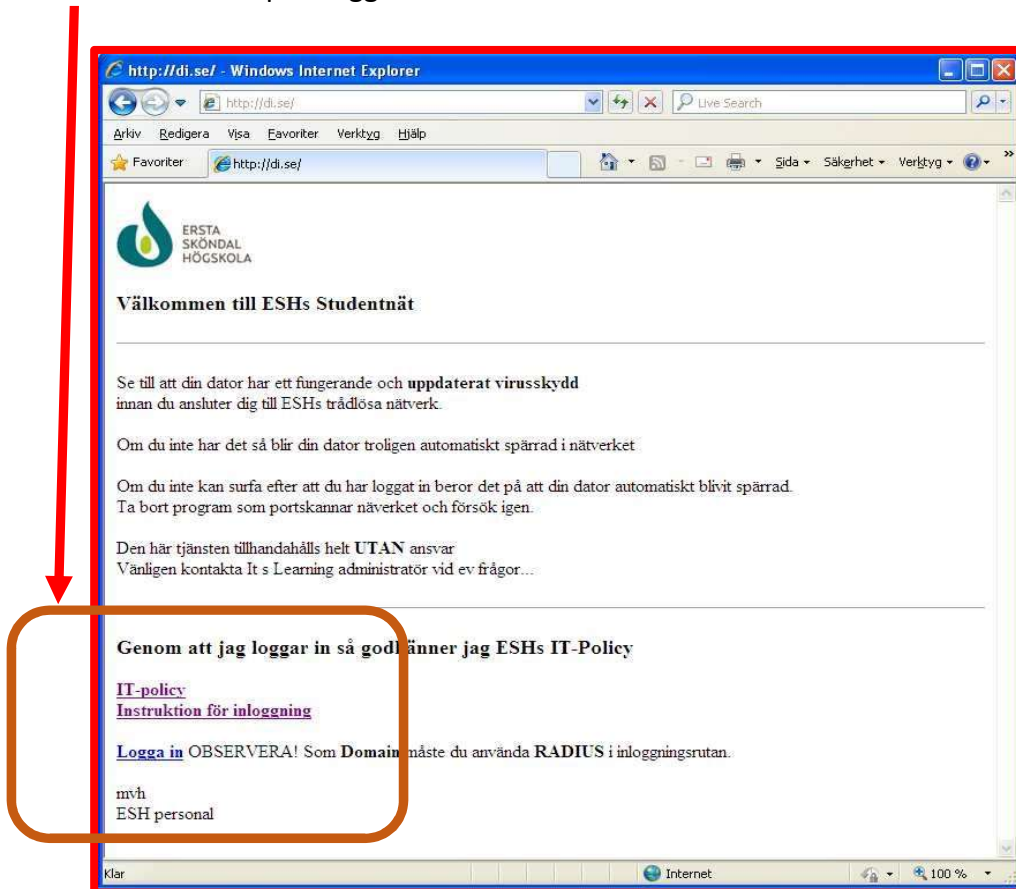 http://di.se/ - Windows Internet Explorer
http://di.se/
Live Search
Arkiv Redigera Visa Favoriter Verktyg Hjälp
Favoriter http://di.se/ Sida Säkerhet Verktyg
ERSTA
SKÖNDAL
HÖGSKOLA
Välkommen till ESHs Studentnät
Se till att din dator har ett fungerande och uppdaterat virusskydd
innan du ansluter dig till ESHs trådlösa nätverk.
Om du inte har det så blir din dator troligen automatiskt spärrad i nätverket
Om du inte kan surfa efter att du har loggat in beror det på att din dator automatiskt blivit spärrad.
Ta bort program som portskannar näverket och försök igen.
Den här tjänsten tillhandahålls helt UTAN ansvar
Vänligen kontakta It s Learning administratör vid ev frågor...
Genom att jag loggar in så godkänner jag ESHs IT-Policy
IT-policy
Instruktion för inloggning
Logga in OBSERVERA! Som Domain måste du använda RADIUS i inloggningsrutan.
mvh
ESH personal
Klar Internet 100 %